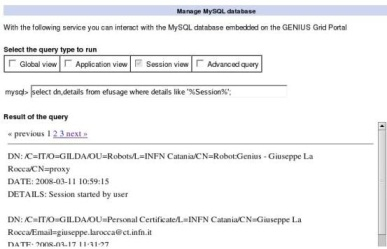 Manage MySQL database
With the following service you can interact with the MySQL database embedded on the GENIUS Grid Portal
Select the query type to run
Global view Application view Session view Advanced query
mysql> select dn,details from efusage where details like '%Session%';
Result of the query
« previous 1 2 3 next »
DN: /C=IT/O=GILDA/OU=Robots/L=INFN Catania/CN=Robot:Genius - Giuseppe La
Rocca/CN=proxy
DATE: 2008-03-11 10:59:15
DETAILS: Session started by user
DN: /C=IT/O=GILDA/OU=Personal Certificate/L=INFN Catania/CN=Giuseppe La
Rocca/Email=giuseppe.larocca@ct.infn.it
DATE: 2008-03-17 11:31:27